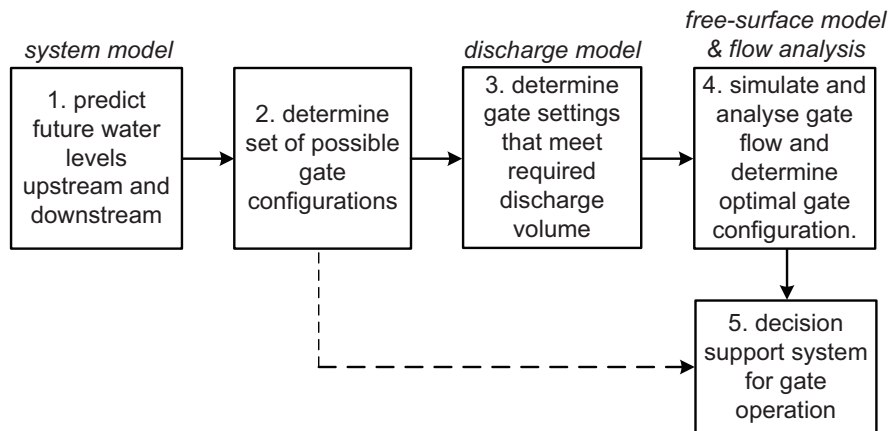 system model
1. predict
future water
levels
upstream and
downstream
2. determine
set of possible
gate
configurations
discharge model
3. determine
gate settings
that meet
required
discharge
volume
free-surface model
& flow analysis
4. simulate and
analyse gate
flow and
determine
optimal gate
configuration.
5. decision
support system
for gate
operation